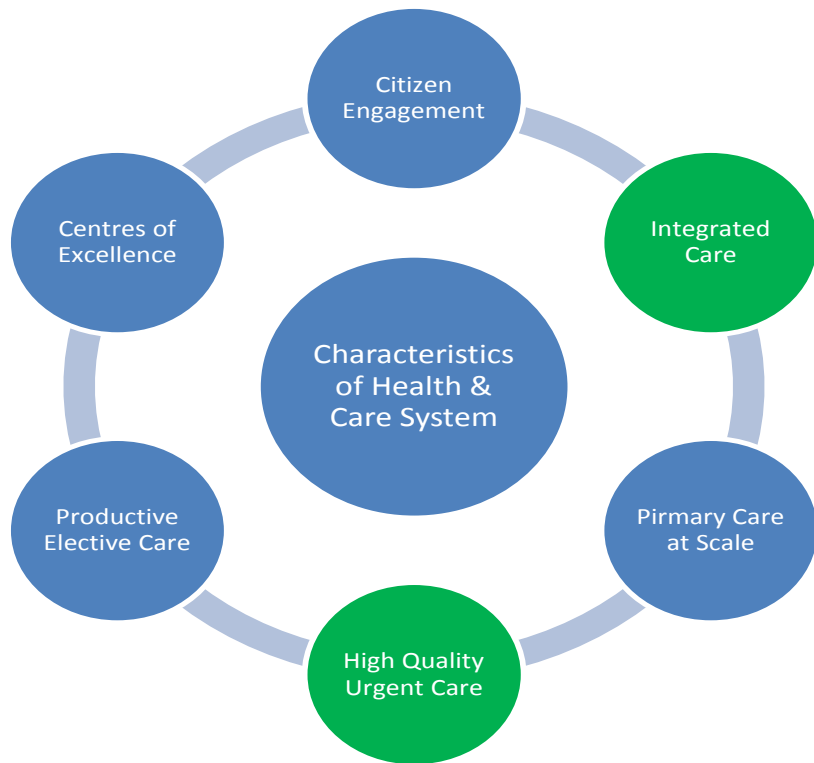 Citizen
Engagement
Centres of
Excellence
Integrated
Care
Characteristics
of Health &
Care System
Productive
Elective Care
Pirmary Care
at Scale
High Quality
Urgent Care